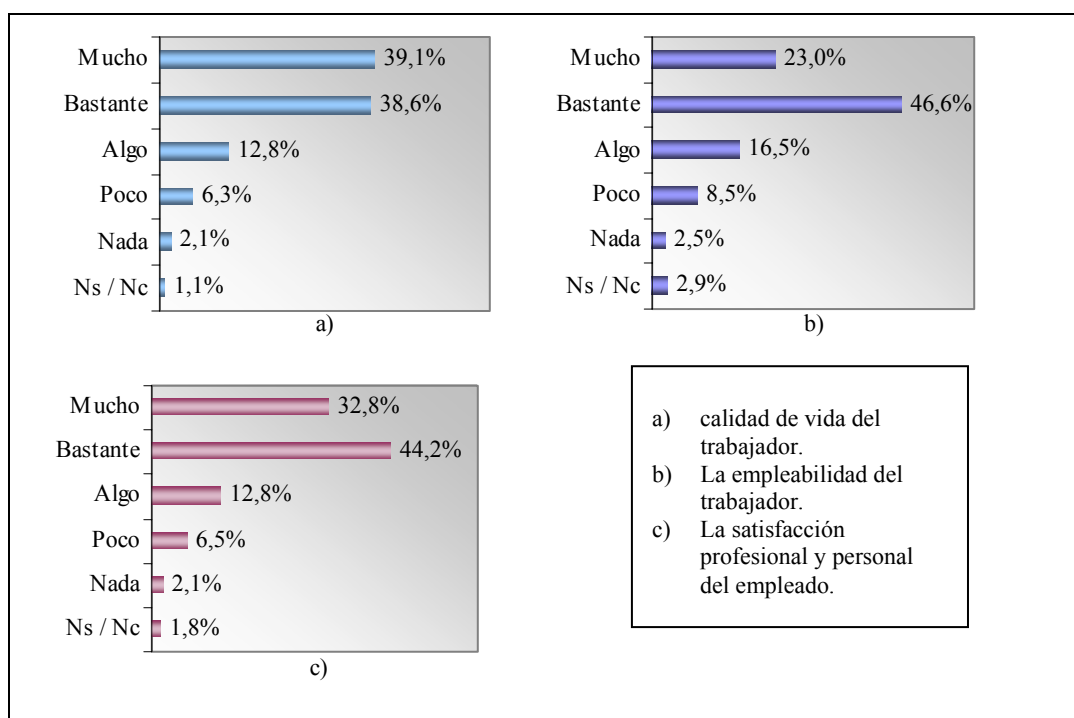 Mucho 39,1%
Bastante 38,6%
Algo 12,8%
Poco 6,3%
Nada 2,1%
Ns / Nc 1,1%
a)
Mucho 23,0%
Bastante 46,6%
Algo 16,5%
Poco 8,5%
Nada 2,5%
Ns / Nc 2,9%
b)
Mucho 32,8%
Bastante 44,2%
Algo 12,8%
Poco 6,5%
Nada 2,1%
Ns / Nc 1,8%
c)
a) calidad de vida del
trabajador.
b) La empleabilidad del
trabajador.
c) La satisfacción
profesional y personal
del empleado.